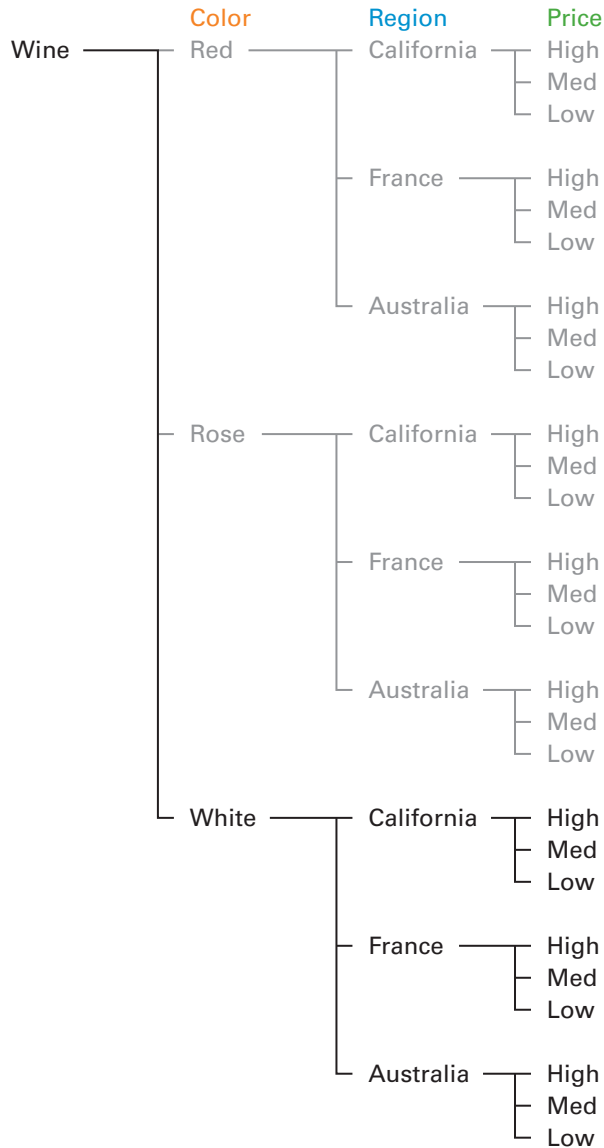 Color Region Price
Wine Red California High
Med
Low
France High
Med
Low
Australia High
Med
Low
Rose California High
Med
Low
France High
Med
Low
Australia High
Med
Low
White California High
Med
Low
France High
Med
Low
Australia High
Med
Low